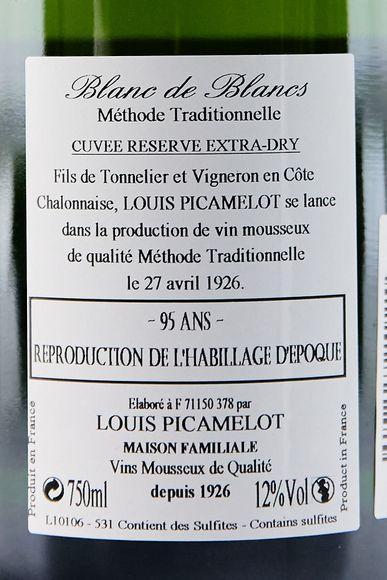 Blanc de Blancs
Méthode Traditionnelle
CUVEE RESERVE EXTRA-DRY
Fils de Tonnelier et Vigneron en Côte
Chalonnaise, LOUIS PICAMELOT se lance
dans la production de vin mousseux
de qualité Méthode Traditionnelle
le 27 avril 1926.
- 95 ANS -
REPRODUCTION DE L'HABILLAGE D'EPOQUE
Elaboré à F 71150 378 par
LOUIS PICAMELOT
MAISON FAMILIALE
Vins Mousseux de Qualité
750ml depuis 1926 12%Vol
L10106 - 531 Contient des Sulfites - Contains sulfites
Produit en France
Product in France